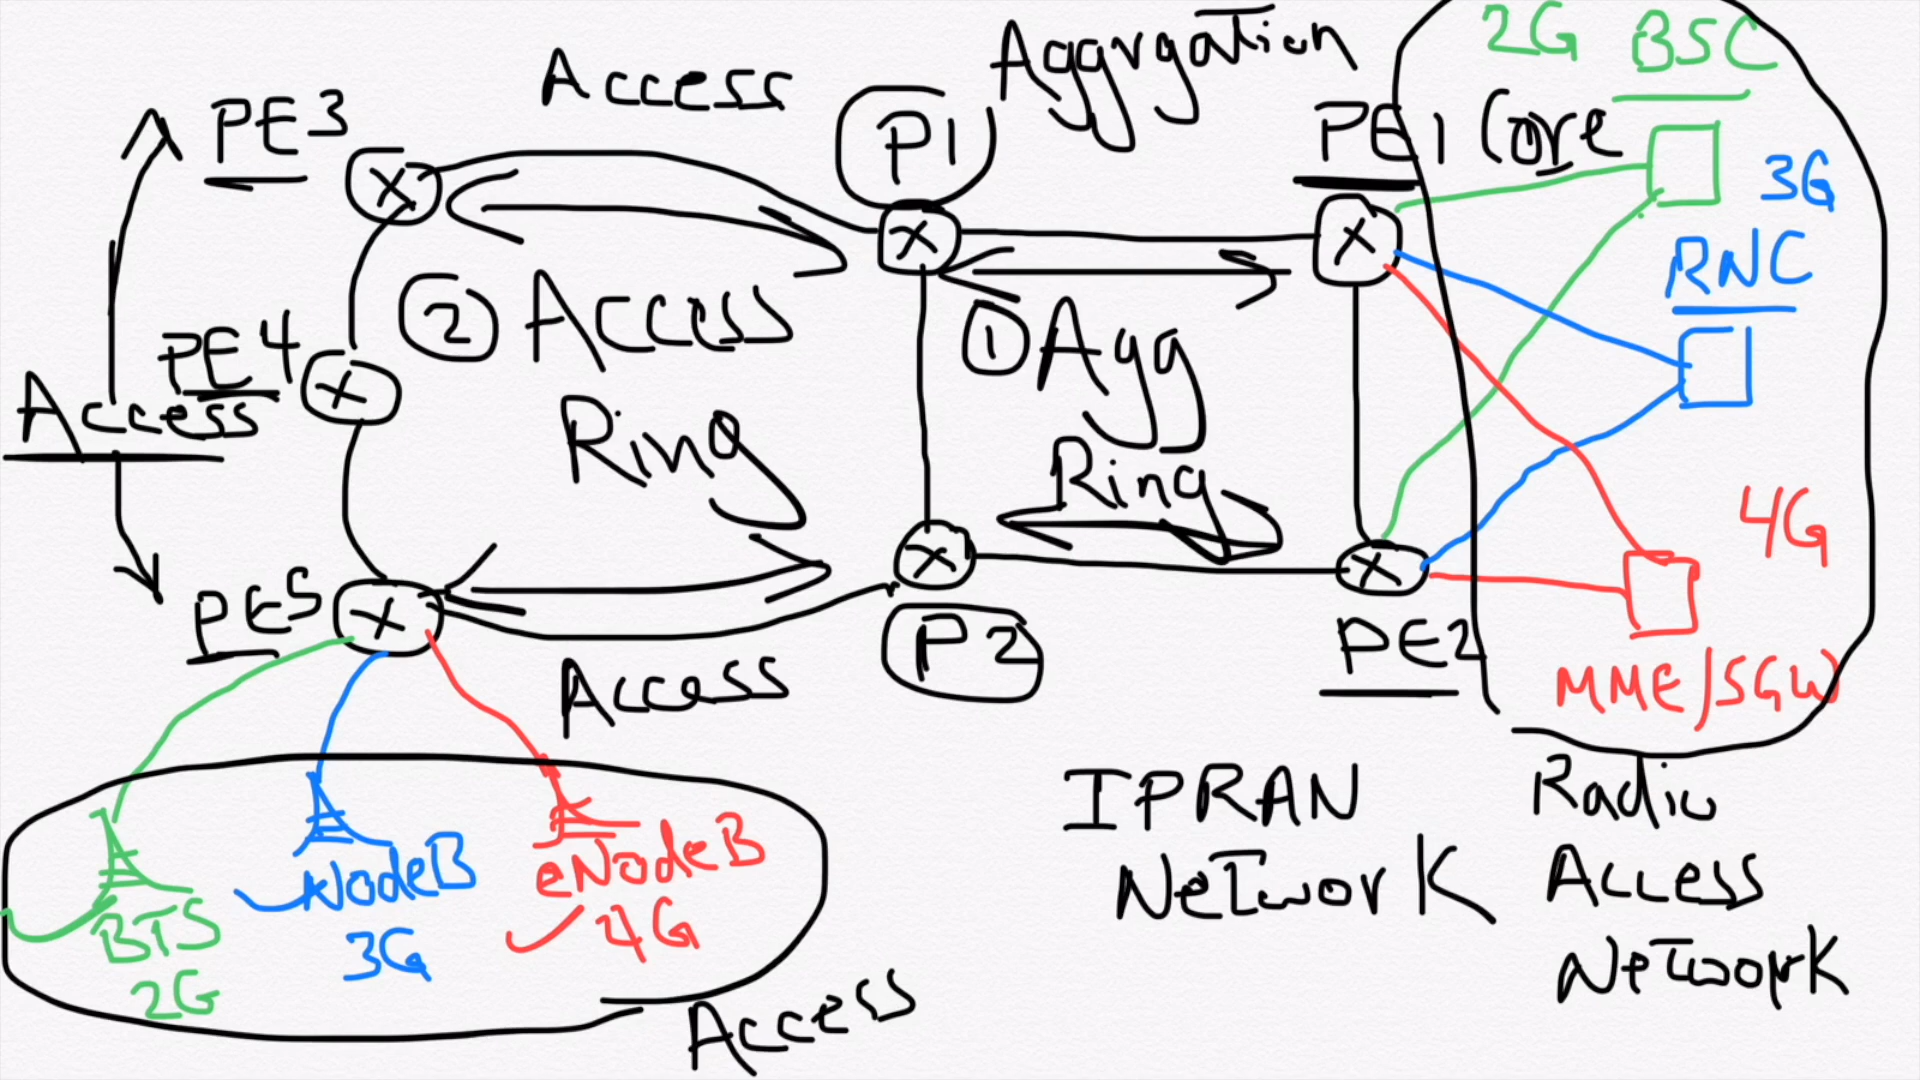 Access
Aggrgation
2G BSC
PE3
P1
PE1 Core
3G
RNC
PE4
② Access
Ring
① Agg
Ring
Access
4G
PE5
P2
PE2
MME/SGW
Access
IPRAN
Network
Radio
Access
Network
BTS
2G
NodeB
3G
eNodeB
4G
Access